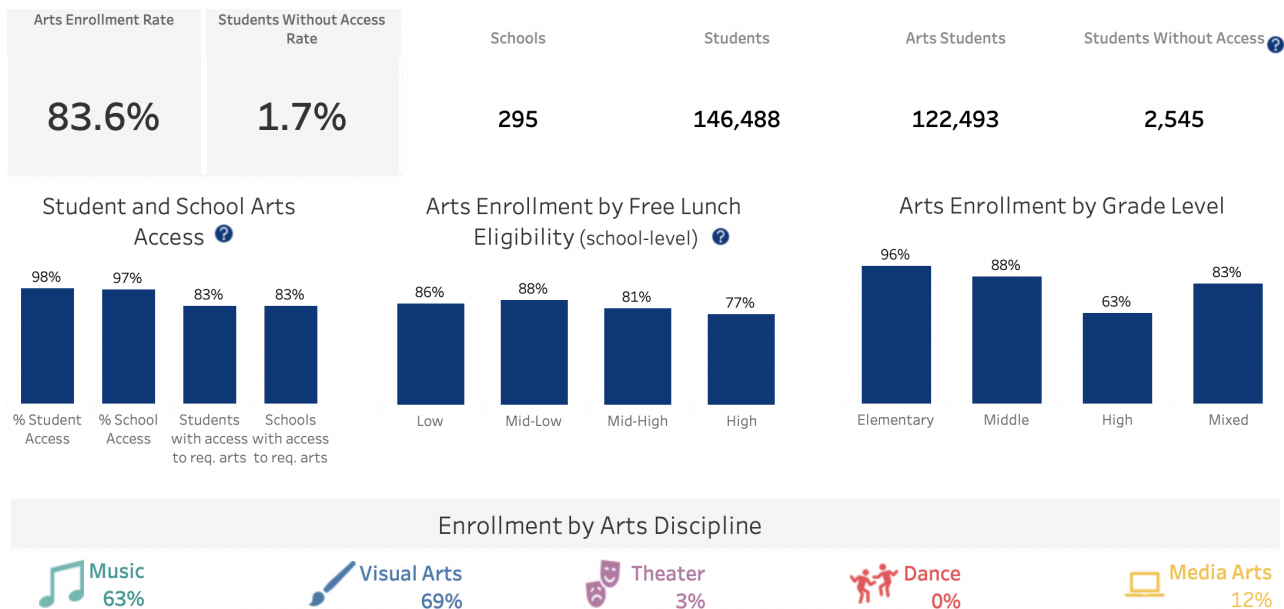 Arts Enrollment Rate
Students Without Access
Rate
Schools
Students
Arts Students
Students Without Access ?
83.6%
1.7%
295
146,488
122,493
2,545
Student and School Arts
Access ?
98%
97%
83%
83%
% Student
Access
% School
Access
Students
with access
to req. arts
Schools
with access
to req. arts
Arts Enrollment by Free Lunch
Eligibility (school-level) ?
86%
88%
81%
77%
Low
Mid-Low
Mid-High
High
Arts Enrollment by Grade Level
96%
88%
63%
83%
Elementary
Middle
High
Mixed
Enrollment by Arts Discipline
Music
63%
Visual Arts
69%
Theater
3%
Dance
0%
Media Arts
12%